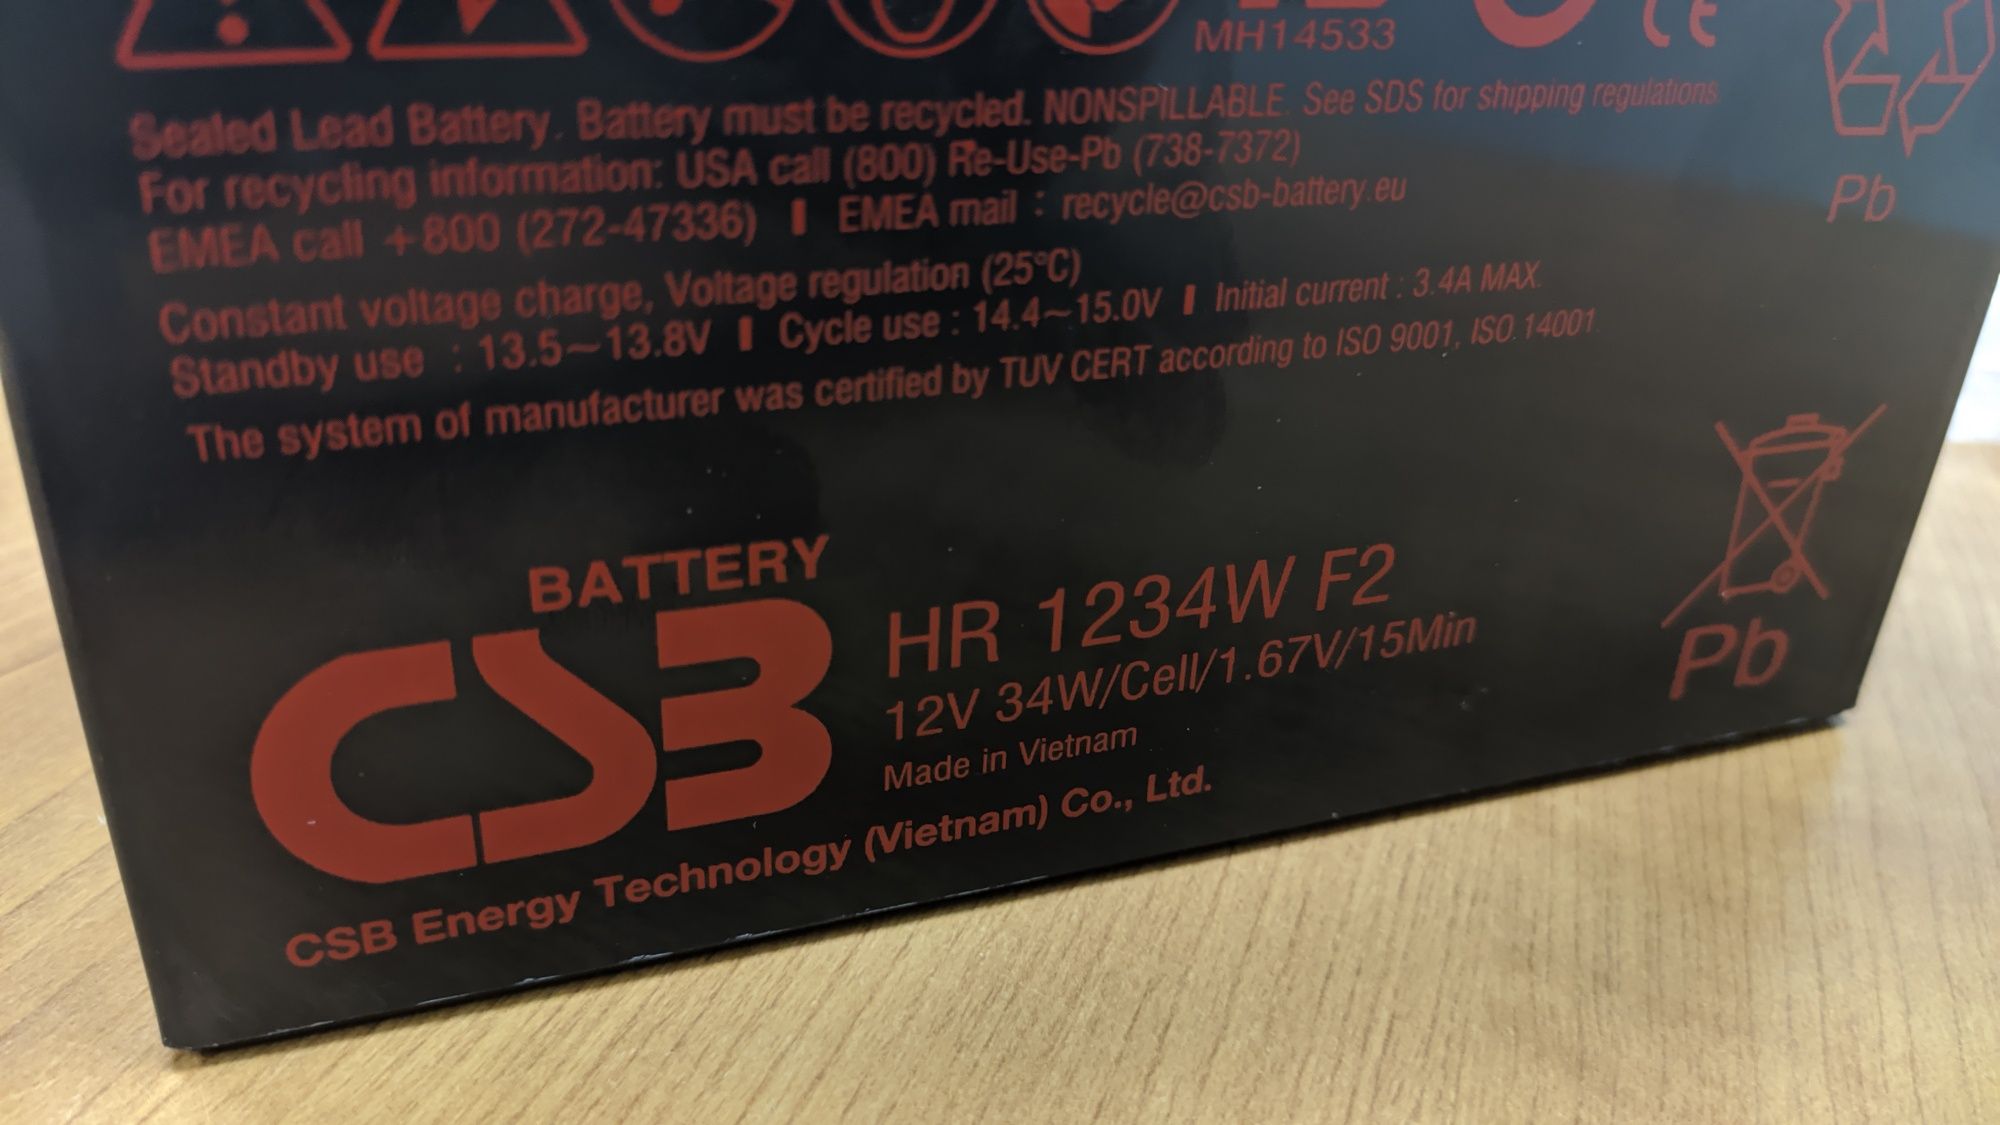 MH14533
CE
Sealed Lead Battery. Battery must be recycled. NONSPILLABLE. See SDS for shipping regulations.
For recycling information: USA call (800) Re-Use-Pb (738-7372)
EMEA call +800 (272-47336) | EMEA mail : recycle@csb-battery.eu
Pb
Constant voltage charge, Voltage regulation (25°C)
Standby use : 13.5~13.8V | Cycle use : 14.4~15.0V | Initial current : 3.4A MAX.
The system of manufacturer was certified by TUV CERT according to ISO 9001, ISO 14001.
BATTERY
CSB
HR 1234W F2
12V 34W/Cell/1.67V/15Min
Made in Vietnam
CSB Energy Technology (Vietnam) Co., Ltd.
Pb